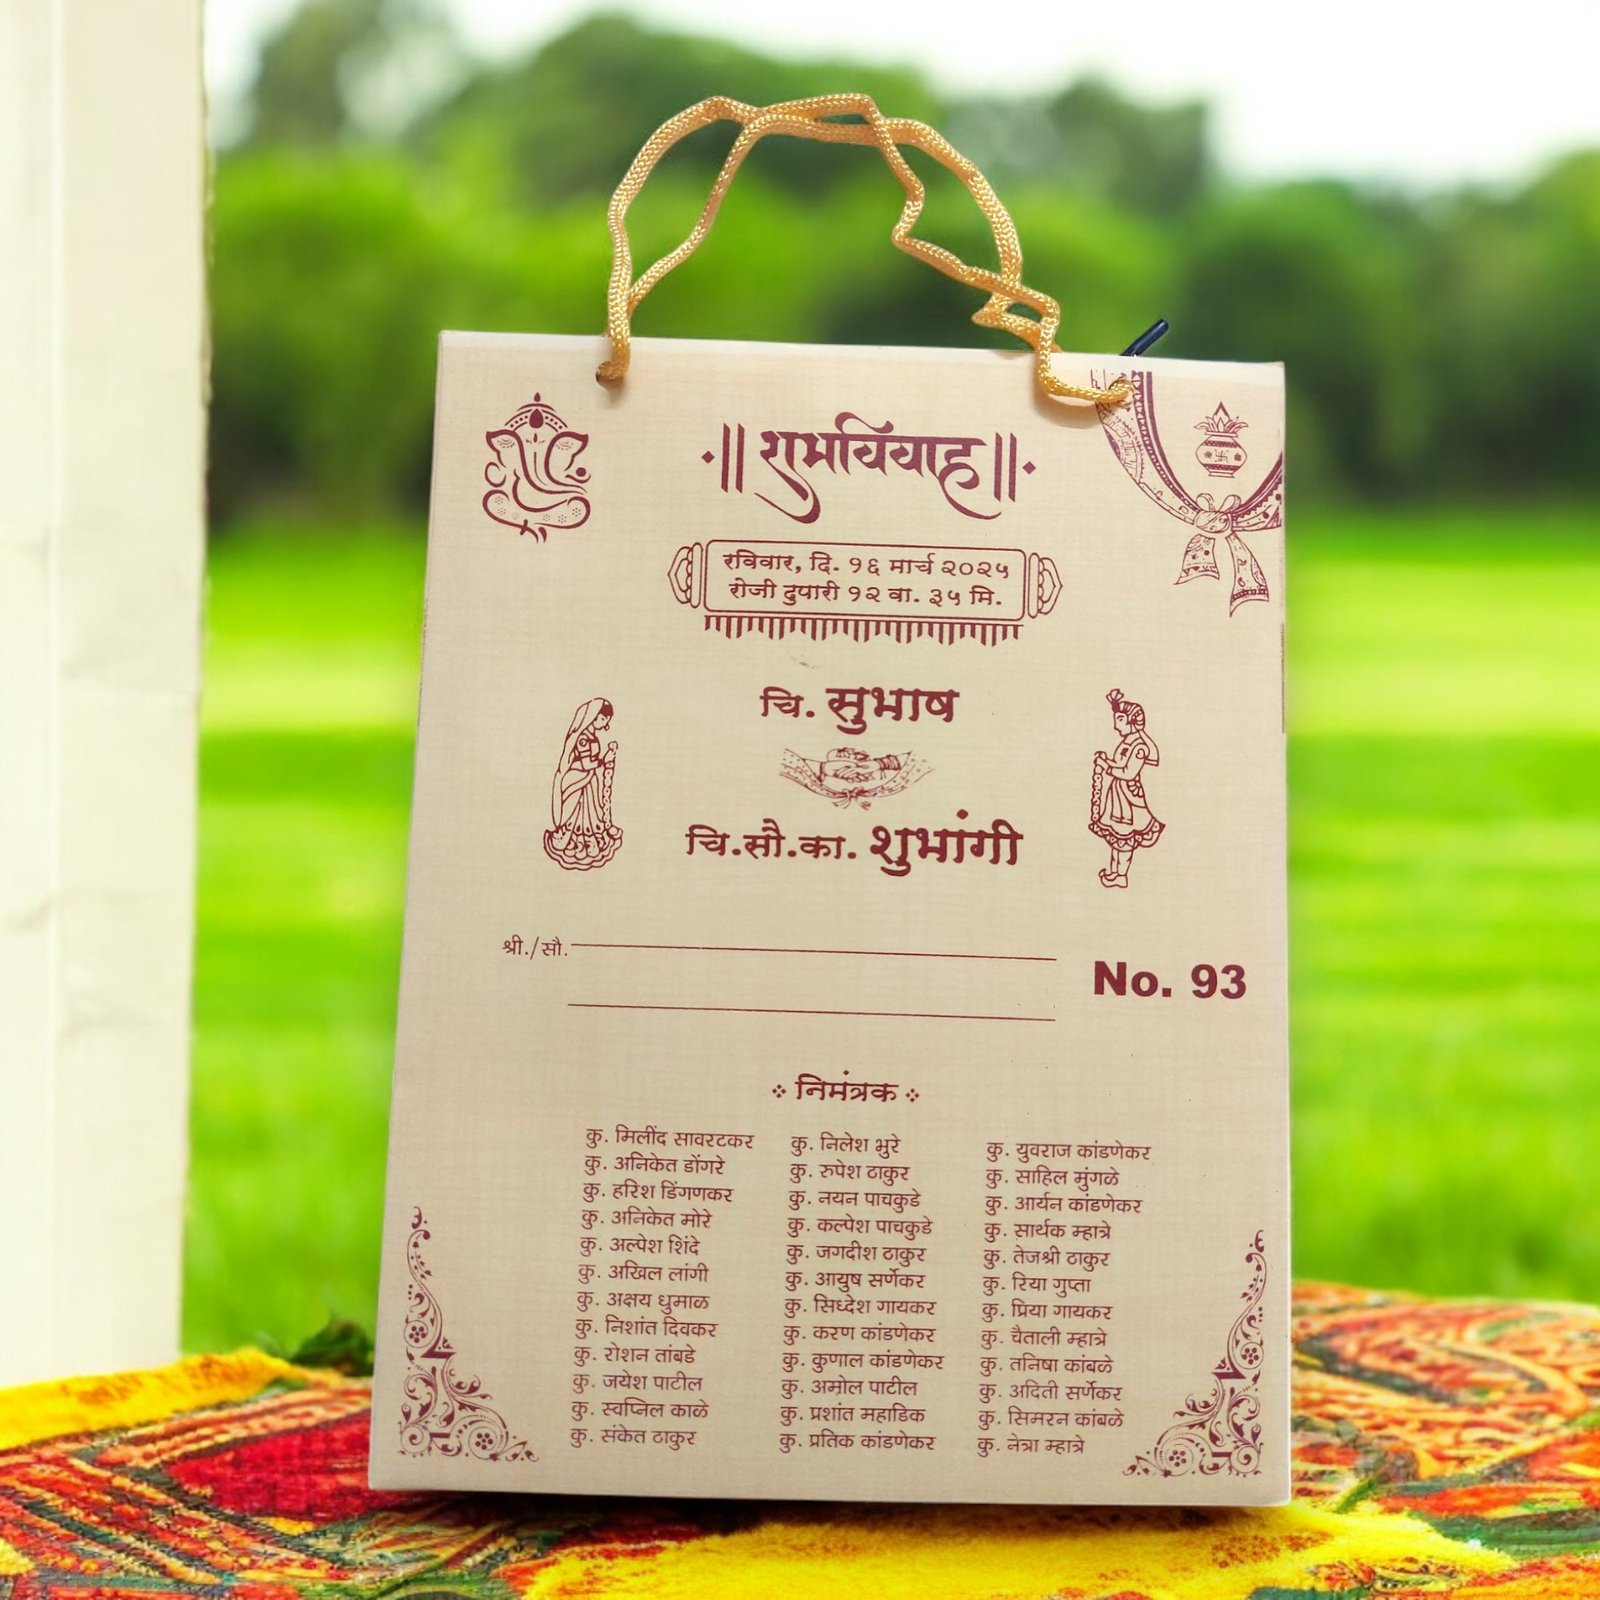 ॥ शुभविवाह ॥
रविवार, दि. १६ मार्च २०२५
रोजी दुपारी १२ वा. ३५ मि.
चि. सुभाष
चि.सौ.का. शुभांगी
श्री./सौ.
No. 93
निमंत्रक
कु. मिलींद सावरटकर
कु. अनिकेत डोंगरे
कु. हरिश डिंगणकर
कु. अनिकेत मोरे
कु. अल्पेश शिंदे
कु. अखिल लांगी
कु. अक्षय धुमाळ
कु. निशांत दिवकर
कु. रोशन तांबडे
कु. जयेश पाटील
कु. स्वप्निल काळे
कु. संकेत ठाकुर
कु. निलेश भुरे
कु. रुपेश ठाकुर
कु. नयन पाचकुडे
कु. कल्पेश पाचकुडे
कु. जगदीश ठाकुर
कु. आयुष सर्णेकर
कु. सिध्देश गायकर
कु. करण कांडणेकर
कु. कुणाल कांडणेकर
कु. अमोल पाटील
कु. प्रशांत महाडिक
कु. प्रतिक कांडणेकर
कु. युवराज कांडणेकर
कु. साहिल मुंगळे
कु. आर्यन कांडणेकर
कु. सार्थक म्हात्रे
कु. तेजश्री ठाकुर
कु. रिया गुप्ता
कु. प्रिया गायकर
कु. चैताली म्हात्रे
कु. तनिषा कांबळे
कु. अदिती सर्णेकर
कु. सिमरन कांबळे
कु. नेत्रा म्हात्रे